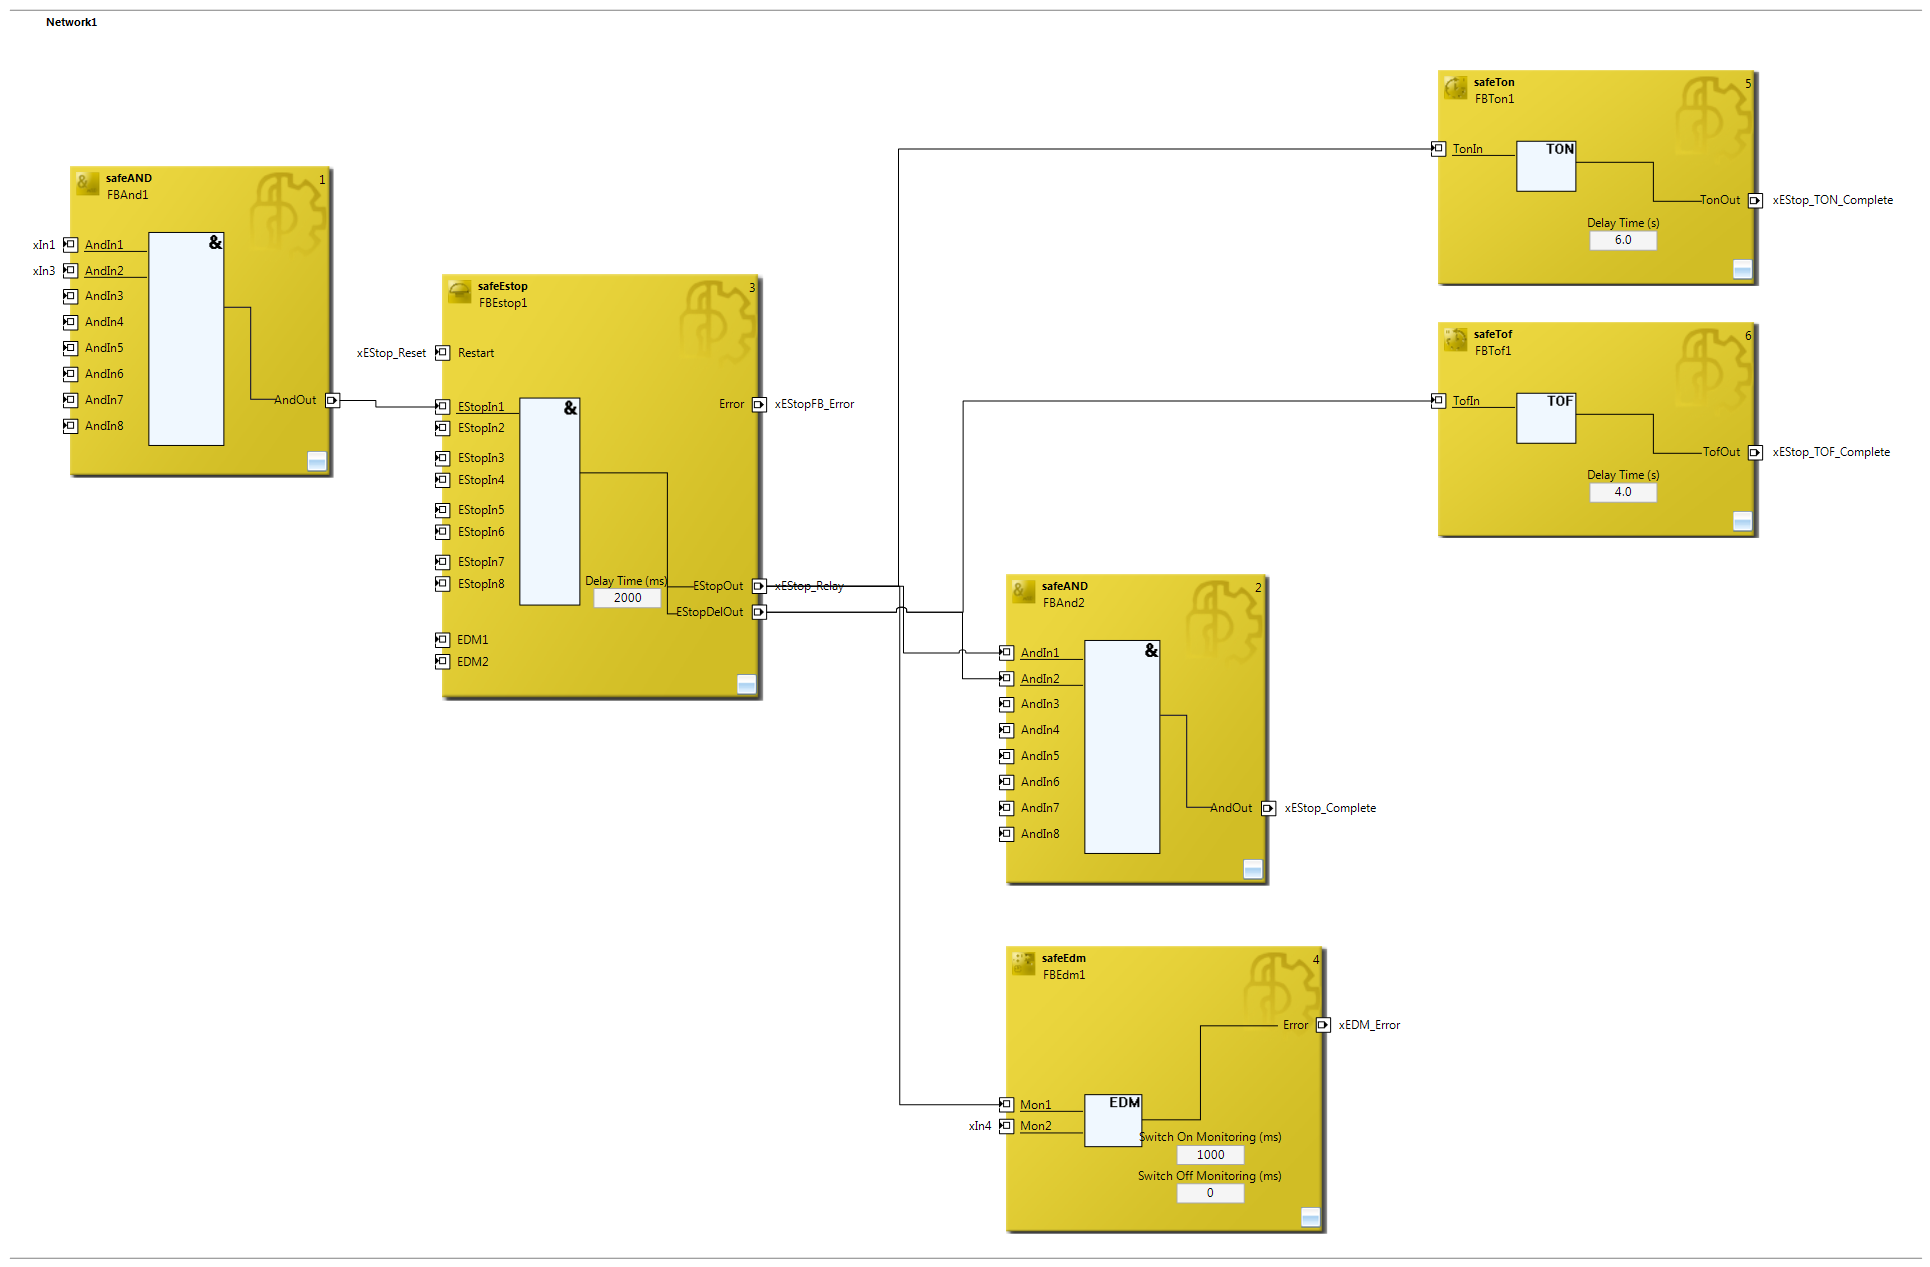 Network1
safeAND
1
FBAnd1
&
xIn1
AndIn1
xIn3
AndIn2
AndIn3
AndIn4
AndIn5
AndIn6
AndIn7
AndIn8
AndOut
safeEstop
3
FBEstop1
xEStop_Reset
Restart
&
EStopIn1
EStopIn2
EStopIn3
EStopIn4
EStopIn5
EStopIn6
EStopIn7
EStopIn8
EDM1
EDM2
Error
xEStopFB_Error
Delay Time (ms)
2000
EStopOut
xEStop_Relay
EStopDelOut
safeTon
5
FBTon1
TonIn
TON
TonOut
xEStop_TON_Complete
Delay Time (s)
6.0
safeTof
6
FBTof1
TofIn
TOF
TofOut
xEStop_TOF_Complete
Delay Time (s)
4.0
safeAND
2
FBAnd2
&
AndIn1
AndIn2
AndIn3
AndIn4
AndIn5
AndIn6
AndIn7
AndIn8
AndOut
xEStop_Complete
safeEdm
4
FBEdm1
Error
xEDM_Error
Mon1
EDM
xIn4
Mon2
Switch On Monitoring (ms)
1000
Switch Off Monitoring (ms)
0